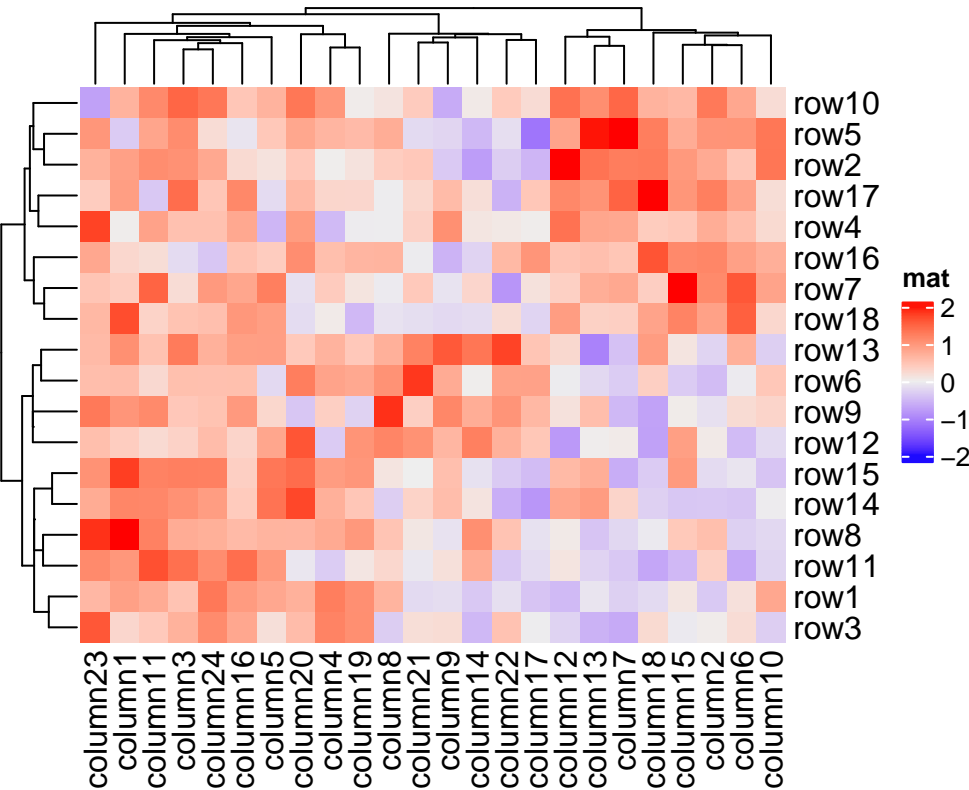 row10
row5
row2
row17
row4
row16
row7
row18
row13
row6
row9
row12
row15
row14
row8
row11
row1
row3
mat
2
1
0
−1
−2
column23
column1
column11
column3
column24
column16
column5
column20
column4
column19
column8
column21
column9
column14
column22
column17
column12
column13
column7
column18
column15
column2
column6
column10